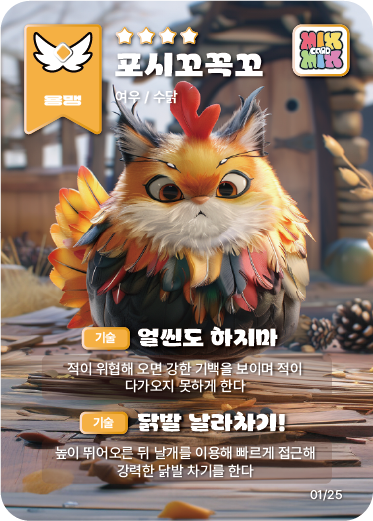 포시꼬꼭꼬
MIX
CARD
MIX
용맹
여우 / 수탉
기술 얼씬도 하지마
적이 위협해 오면 강한 기백을 보이며 적이
다가오지 못하게 한다
기술 닭발 날라차기!
높이 뛰어오른 뒤 날개를 이용해 빠르게 접근해
강력한 닭발 차기를 한다
01/25